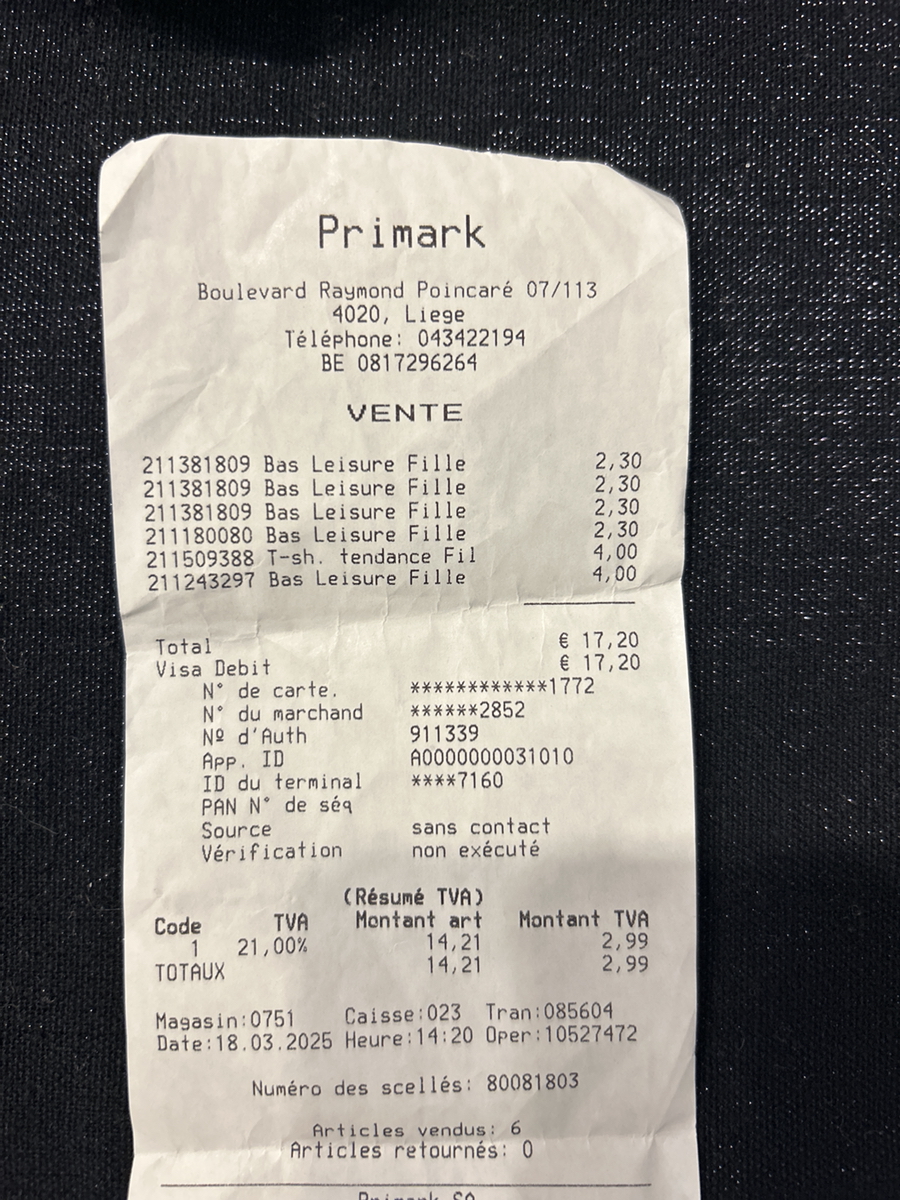 Primark
Boulevard Raymond Poincaré 07/113
4020, Liege
Téléphone: 043422194
BE 0817296264
VENTE
211381809 Bas Leisure Fille 2,30
211381809 Bas Leisure Fille 2,30
211381809 Bas Leisure Fille 2,30
211180080 Bas Leisure Fille 2,30
211509388 T-sh. tendance Fil 4,00
211243297 Bas Leisure Fille 4,00
Total € 17,20
Visa Debit € 17,20
N° de carte. ************1772
N° du marchand ******2852
Nº d'Auth 911339
App. ID A0000000031010
ID du terminal ****7160
PAN N° de séq
Source sans contact
Vérification non exécuté
(Résumé TVA)
Code TVA Montant art Montant TVA
1 21,00% 14,21 2,99
TOTAUX 14,21 2,99
Magasin:0751 Caisse:023 Tran:085604
Date:18.03.2025 Heure:14:20 Oper:10527472
Numéro des scellés: 80081803
Articles vendus: 6
Articles retournés: 0
Primark SA